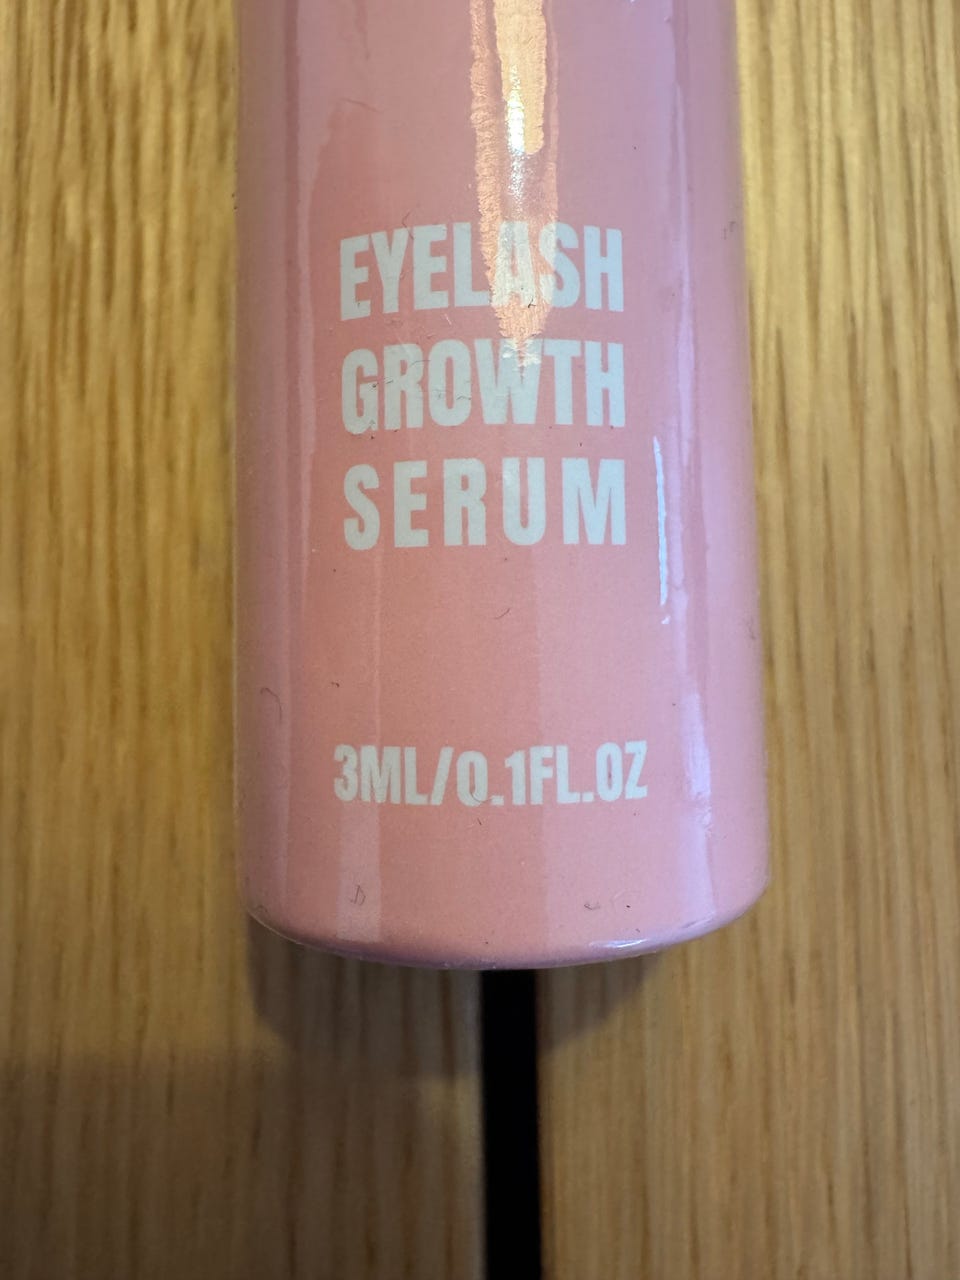 EYELASH
GROWTH
SERUM
3ML/0.1FL.OZ